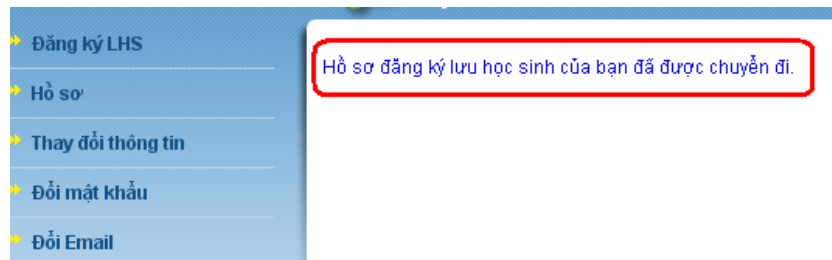 Đăng ký LHS
Hồ sơ
Thay đổi thông tin
Đổi mật khẩu
Đổi Email
Hồ sơ đăng ký lưu học sinh của bạn đã được chuyển đi.